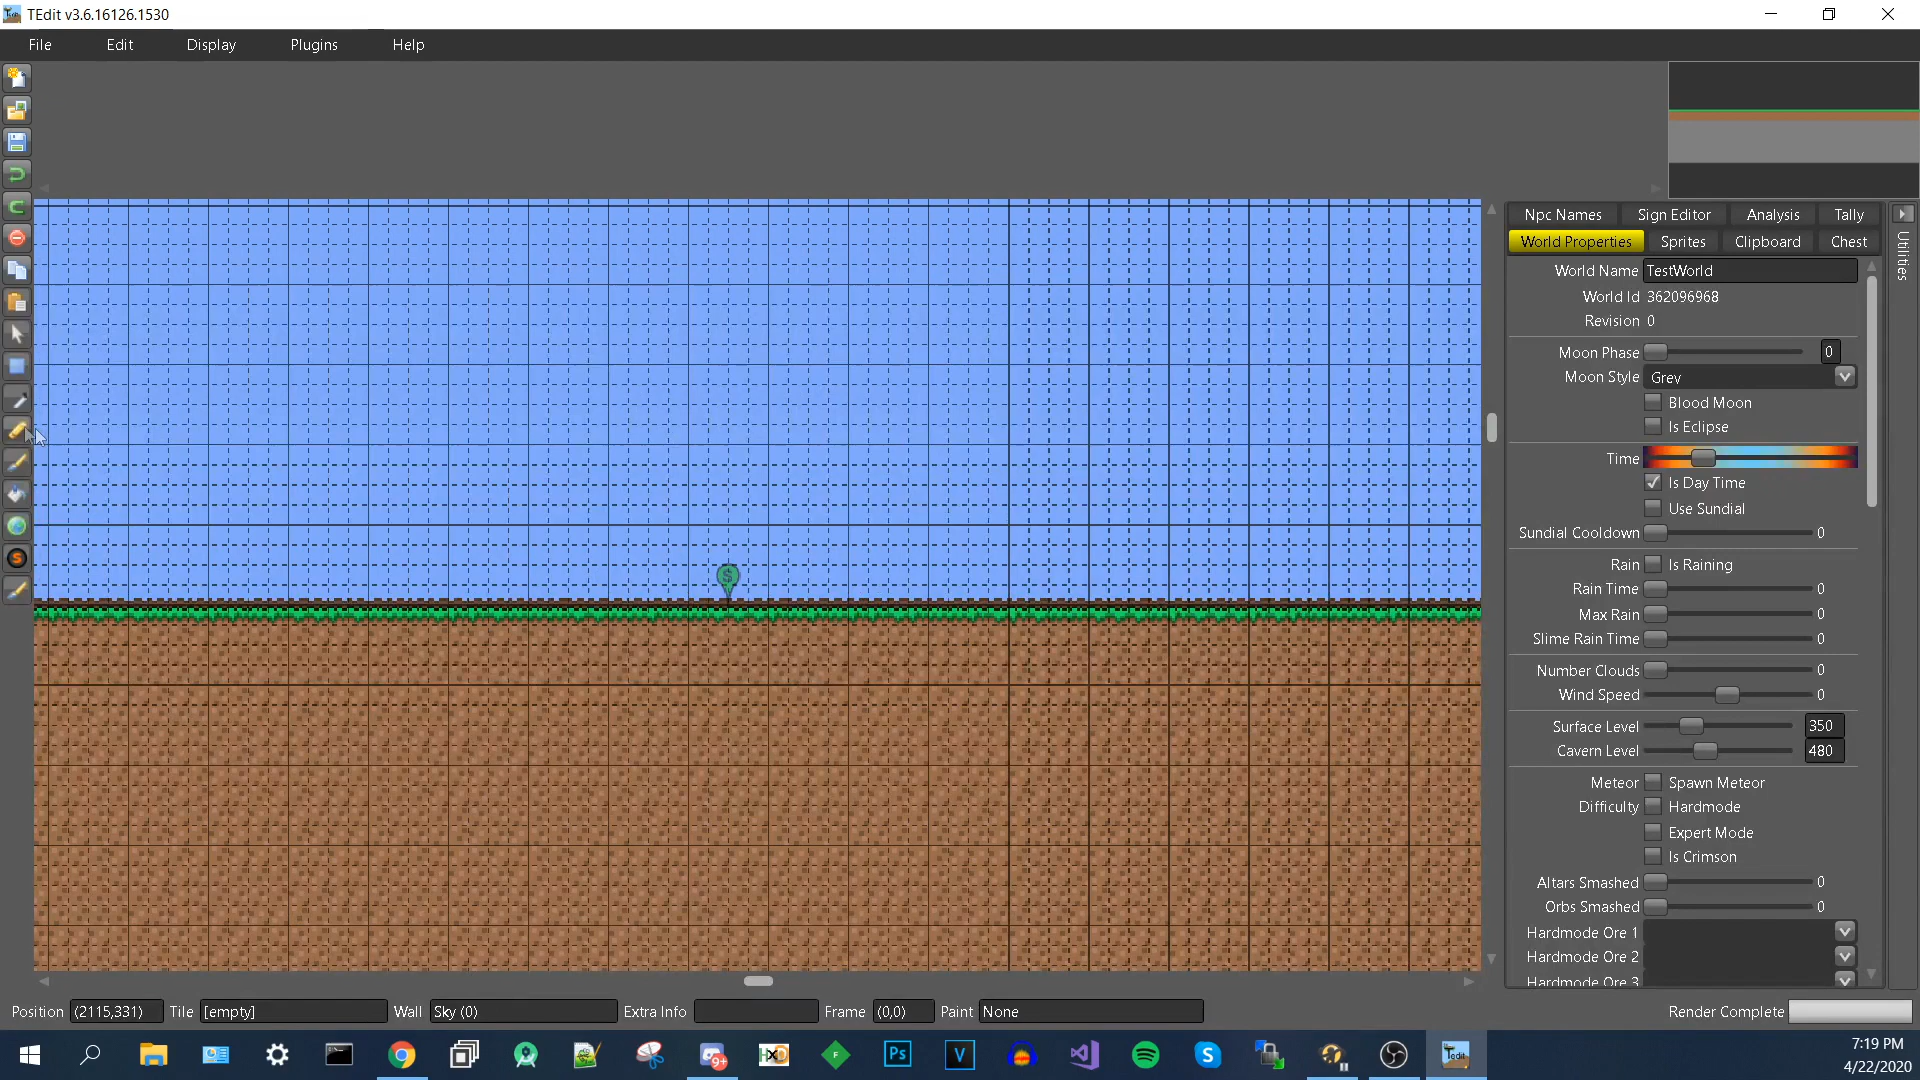 TEdit v3.6.16126.1530
File Edit Display Plugins Help
Npc Names Sign Editor Analysis Tally
World Properties Sprites Clipboard Chest
Utilities
World Name TestWorld
World Id 362096968
Revision 0
Moon Phase 0
Moon Style Grey
Blood Moon
Is Eclipse
Time
Is Day Time
Use Sundial
Sundial Cooldown 0
Rain Is Raining
Rain Time 0
Max Rain 0
Slime Rain Time 0
Number Clouds 0
Wind Speed 0
Surface Level 350
Cavern Level 480
Meteor Spawn Meteor
Difficulty Hardmode
Expert Mode
Is Crimson
Altars Smashed 0
Orbs Smashed 0
Hardmode Ore 1
Hardmode Ore 2
Hardmode Ore 3
Position (2115,331) Tile [empty] Wall Sky (0) Extra Info Frame (0,0) Paint None Render Complete
7:19 PM
4/22/2020